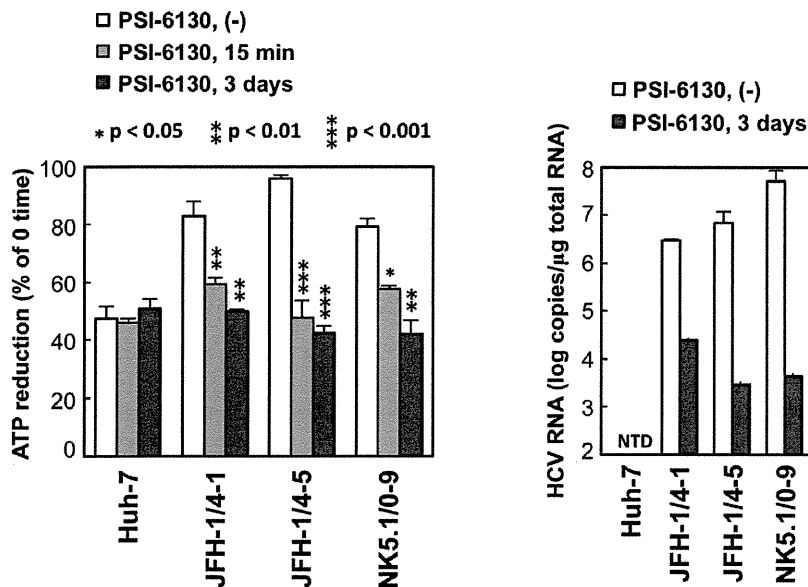 PSI-6130, (-)
PSI-6130, 15 min
PSI-6130, 3 days
* p < 0.05
** p < 0.01
*** p < 0.001
ATP reduction (% of 0 time)
100
80
60
40
20
0
**
**
***
***
*
**
Huh-7
JFH-1/4-1
JFH-1/4-5
NK5.1/0-9
PSI-6130, (-)
PSI-6130, 3 days
HCV RNA (log copies/μg total RNA)
8
7
6
5
4
3
2
NTD
Huh-7
JFH-1/4-1
JFH-1/4-5
NK5.1/0-9